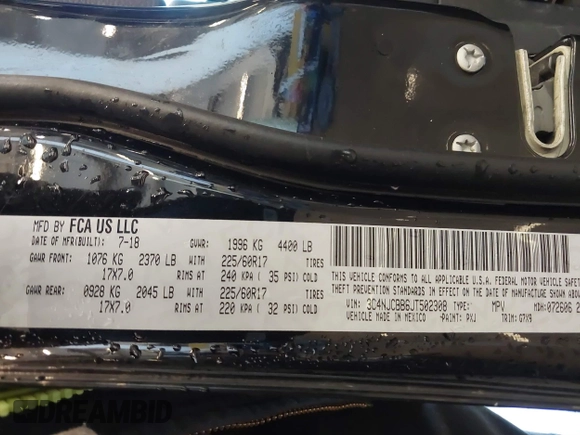 MFD BY FCA US LLC
DATE OF MFR(BUILT): 7-18 GVWR: 1996 KG 4400 LB
GAWR FRONT: 1076 KG 2370 LB WITH 225/60R17 TIRES
17X7.0 RIMS AT 240 KPA ( 35 PSI) COLD
GAWR REAR: 0928 KG 2045 LB WITH 225/60R17 TIRES
17X7.0 RIMS AT 220 KPA ( 32 PSI) COLD
THIS VEHICLE CONFORMS TO ALL APPLICABLE U.S.A. FEDERAL MOTOR VEHICLE SAFETY
THEFT PREVENTION STANDARDS IN EFFECT ON THE DATE OF MANUFACTURE SHOWN
VIN: 3C4NJCBB6JT502308 TYPE: MPV MDH: 072606 2
VEHICLE MADE IN MEXICO PAINT: PXJ TRIM: G7X9
DREAMBID